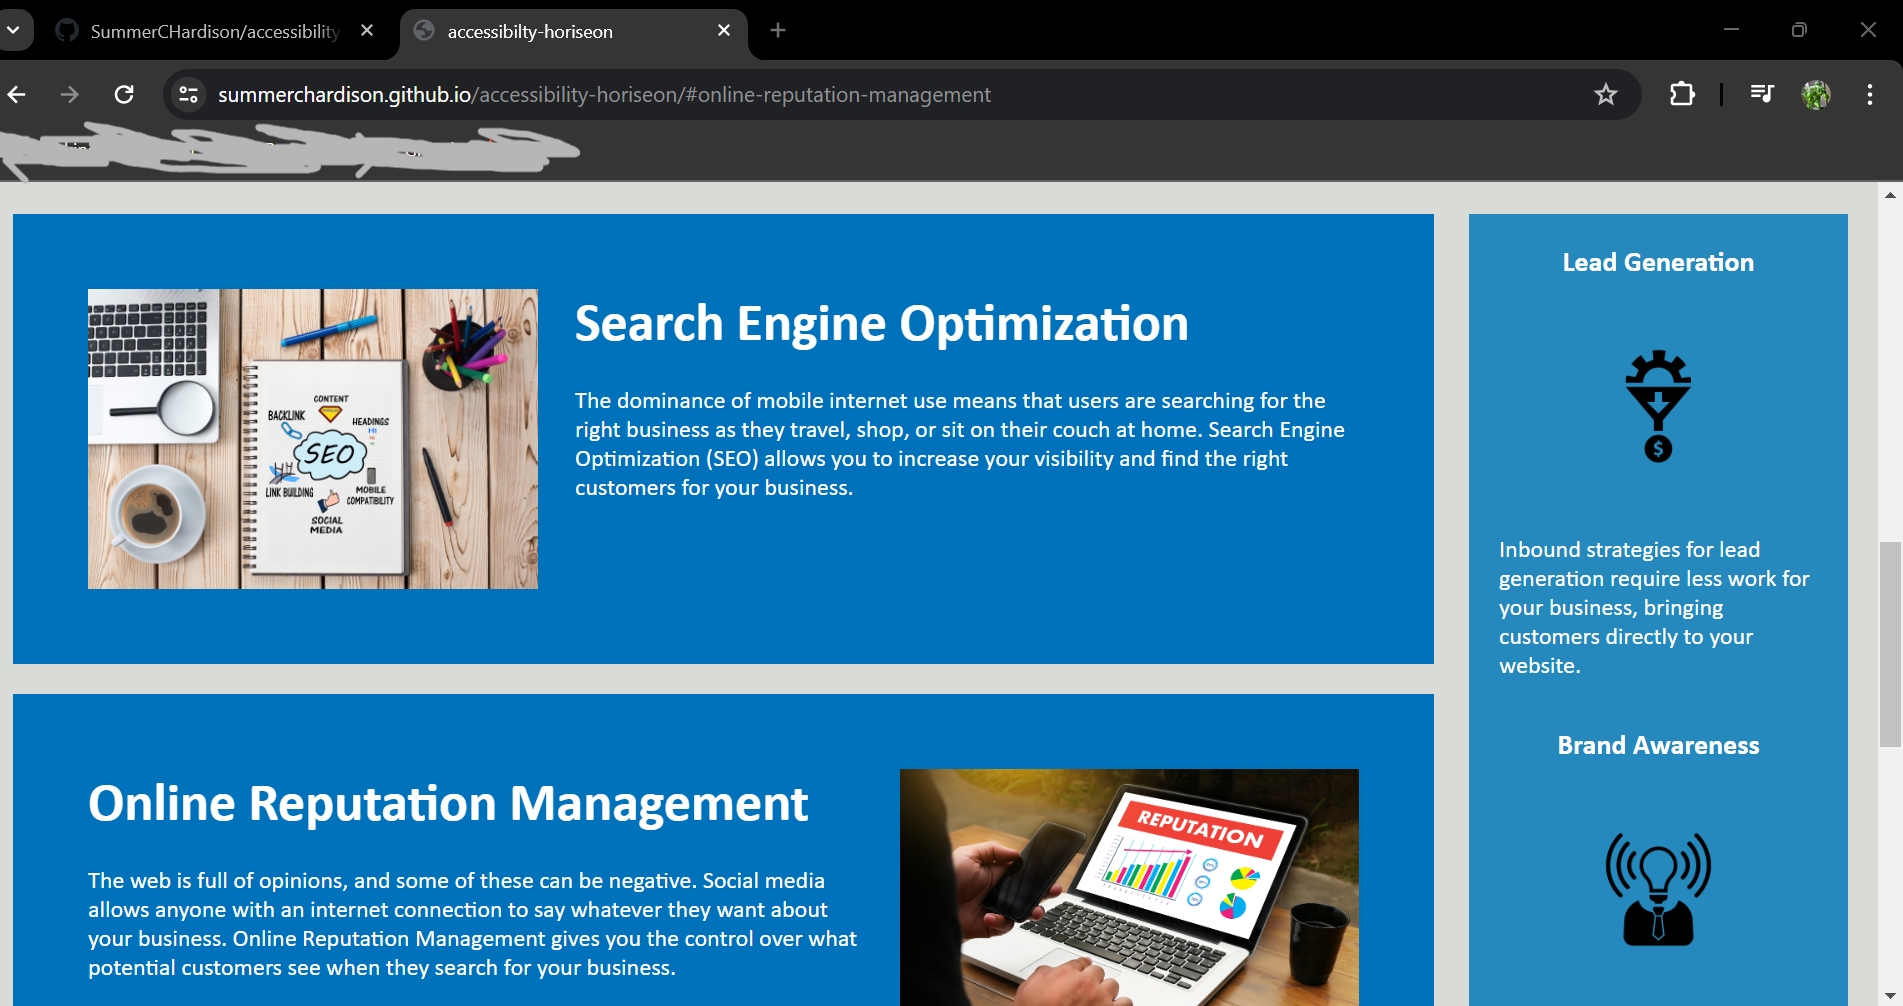 SummerCHardison/accessibility
accessibilty-horiseon
summerchardison.github.io/accessibility-horiseon/#online-reputation-management
Search Engine Optimization
The dominance of mobile internet use means that users are searching for the
right business as they travel, shop, or sit on their couch at home. Search Engine
Optimization (SEO) allows you to increase your visibility and find the right
customers for your business.
CONTENT
BACKLINK
HEADINGS
H1
SEO
LINK BUILDING
MOBILE
COMPATIBILITY
SOCIAL
MEDIA
Online Reputation Management
The web is full of opinions, and some of these can be negative. Social media
allows anyone with an internet connection to say whatever they want about
your business. Online Reputation Management gives you the control over what
potential customers see when they search for your business.
REPUTATION
Lead Generation
$
Inbound strategies for lead
generation require less work for
your business, bringing
customers directly to your
website.
Brand Awareness